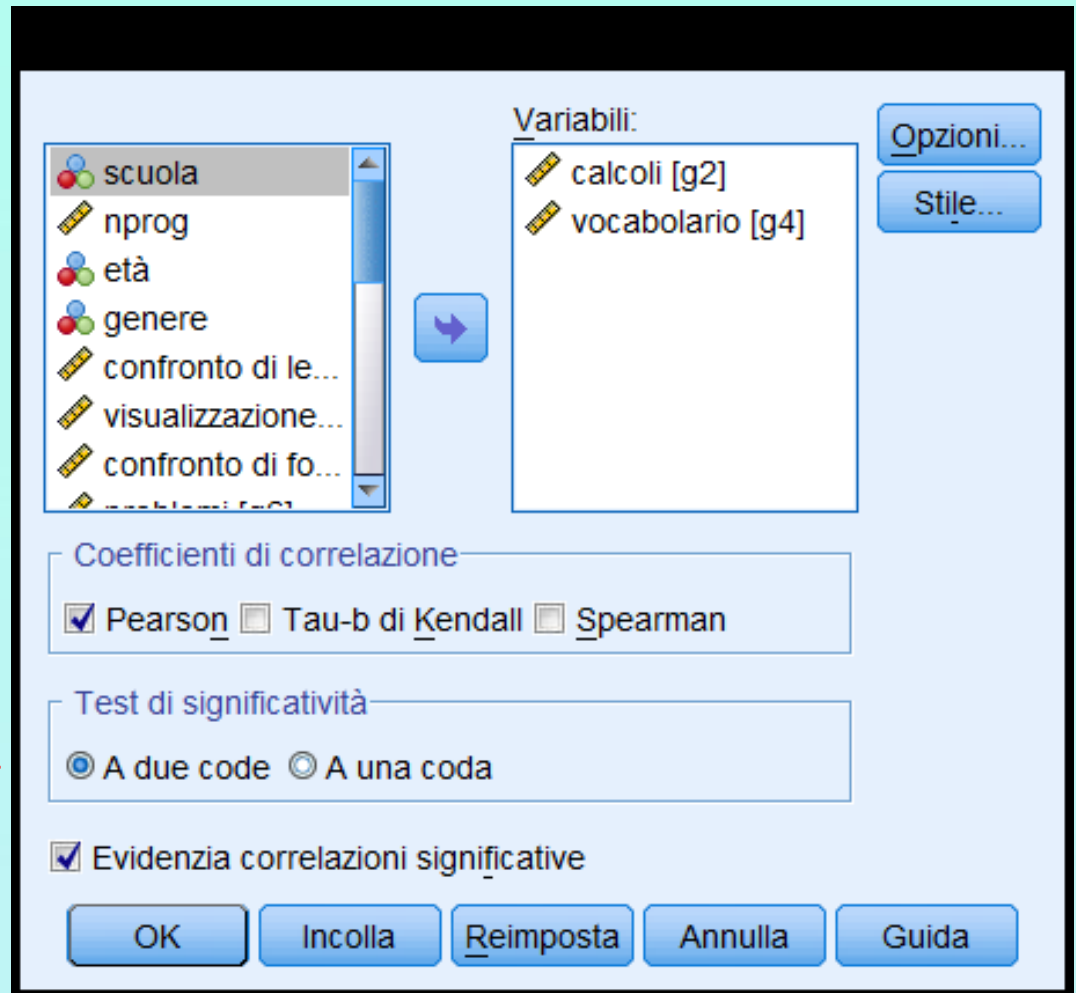 Variabili:
scuola
nprog
età
genere
confronto di le...
visualizzazione...
confronto di fo...
calcoli [g2]
vocabolario [g4]
Opzioni...
Stile...
Coefficienti di correlazione
Pearson Tau-b di Kendall Spearman
Test di significatività
A due code A una coda
Evidenzia correlazioni significative
OK Incolla Reimposta Annulla Guida